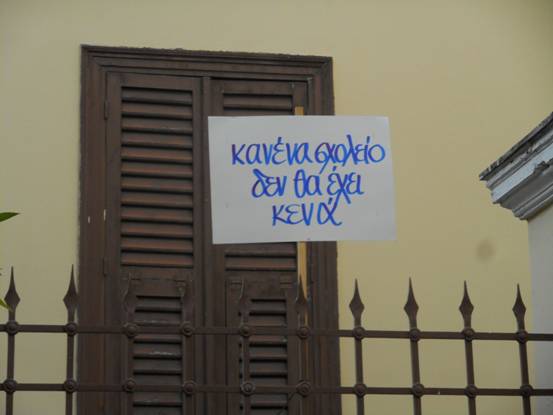 κανένα σχολείο
δεν θα έχει
κενά